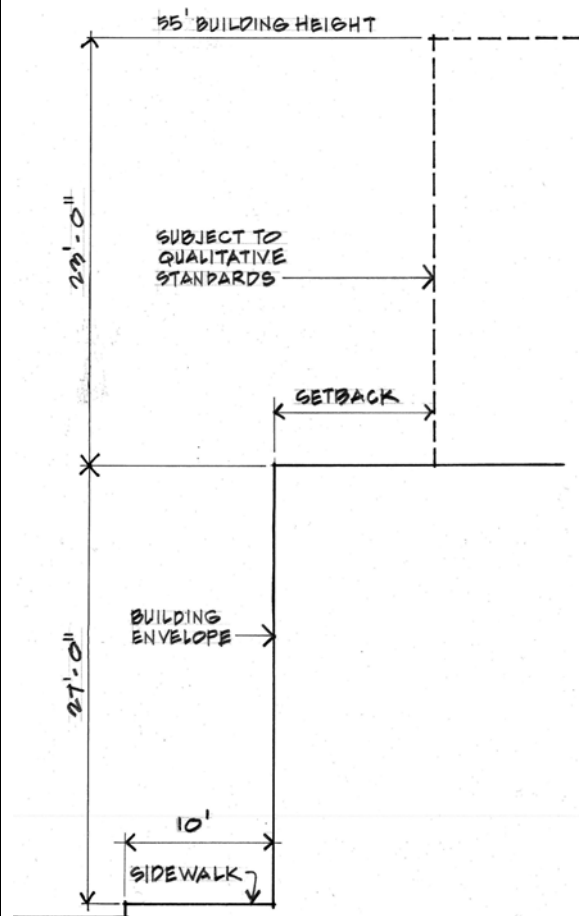 55' BUILDING HEIGHT
23'-0"
SUBJECT TO
QUALITATIVE
STANDARDS
SETBACK
BUILDING
ENVELOPE
27'-0"
10'
SIDEWALK